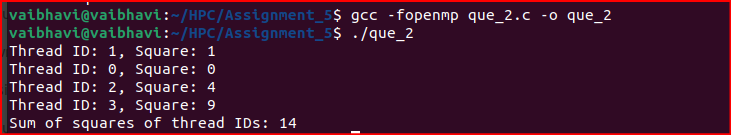 vaibhavi@vaibhavi:~/HPC/Assignment_5$ gcc -fopenmp que_2.c -o que_2
vaibhavi@vaibhavi:~/HPC/Assignment_5$ ./que_2
Thread ID: 1, Square: 1
Thread ID: 0, Square: 0
Thread ID: 2, Square: 4
Thread ID: 3, Square: 9
Sum of squares of thread IDs: 14